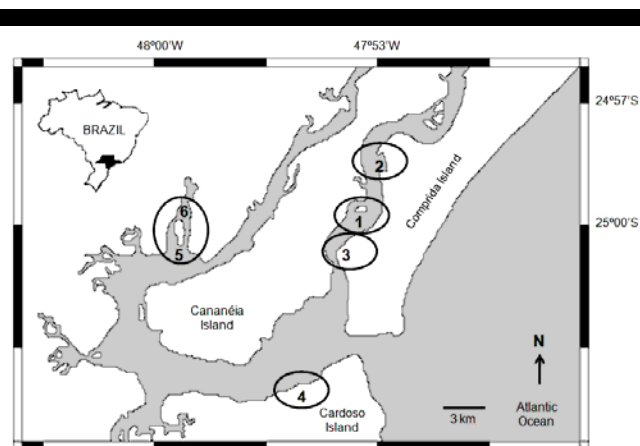 48°00'W
47°53'W
24°57'S
BRAZIL
2
Comprida Island
6
1
25°00'S
5
3
Cananéia
Island
N
4
Cardoso
Island
3 km
Atlantic
Ocean